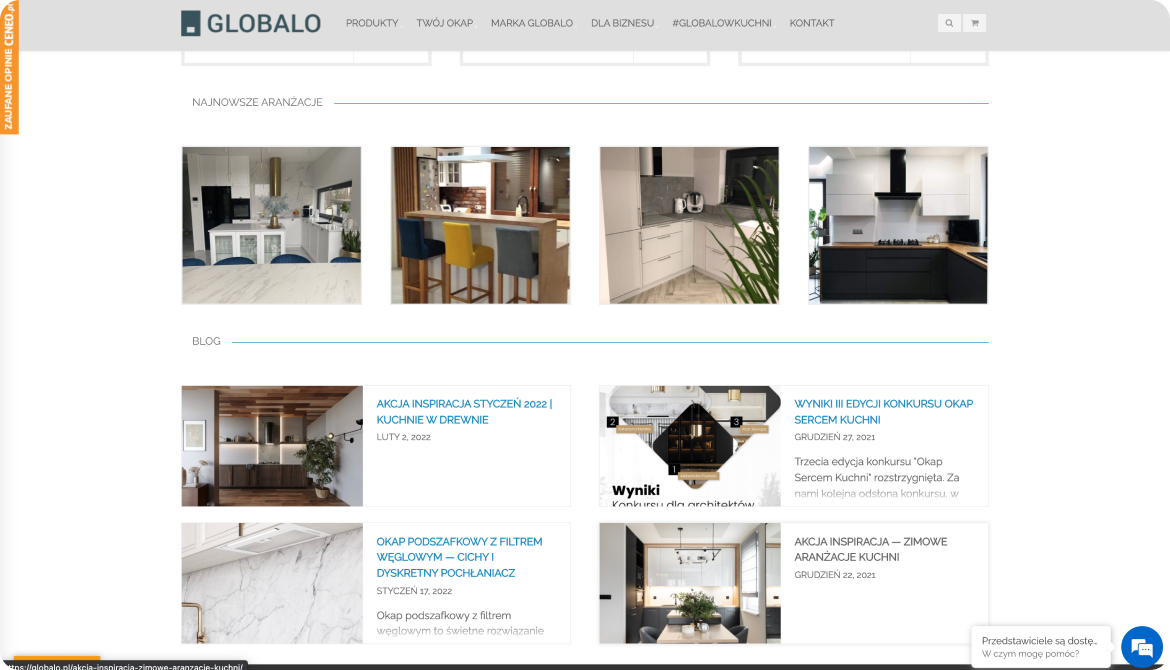 GLOBALO
PRODUKTY TWÓJ OKAP MARKA GLOBALO DLA BIZNESU #GLOBALOWKUCHNI KONTAKT
ZAUFANE OPINIE CENEO.pl
NAJNOWSZE ARANŻACJE
BLOG
AKCJA INSPIRACJA STYCZEŃ 2022 |
KUCHNIE W DREWNIE
LUTY 2, 2022
2
3
1
Wyniki
Konkursu dla architektów
WYNIKI III EDYCJI KONKURSU OKAP
SERCEM KUCHNI
GRUDZIEŃ 27, 2021
Trzecia edycja konkursu "Okap
Sercem Kuchni" rozstrzygnięta. Za
nami kolejna odsłona konkursu, w
OKAP PODSZAFKOWY Z FILTREM
WĘGLOWYM — CICHY I
DYSKRETNY POCHŁANIACZ
STYCZEŃ 17, 2022
Okap podszafkowy z filtrem
węglowym to świetne rozwiązanie
AKCJA INSPIRACJA — ZIMOWE
ARANŻACJE KUCHNI
GRUDZIEŃ 22, 2021
Przedstawiciele są dostę...
W czym mogę pomóc?
https://globalo.pl/akcja-inspiracja-zimowe-aranzacje-kuchni/